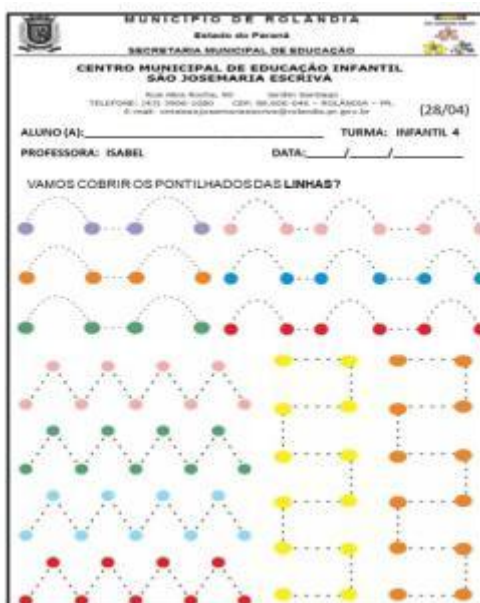 MUNICÍPIO DE ROLÂNDIA
Estado do Paraná
SECRETARIA MUNICIPAL DE EDUCAÇÃO
CENTRO MUNICIPAL DE EDUCAÇÃO INFANTIL
SÃO JOSEMARIA ESCRIVÁ
(28/04)
ALUNO (A): TURMA: INFANTIL 4
PROFESSORA: ISABEL DATA: / /
VAMOS COBRIR OS PONTILHADOS DAS LINHAS?